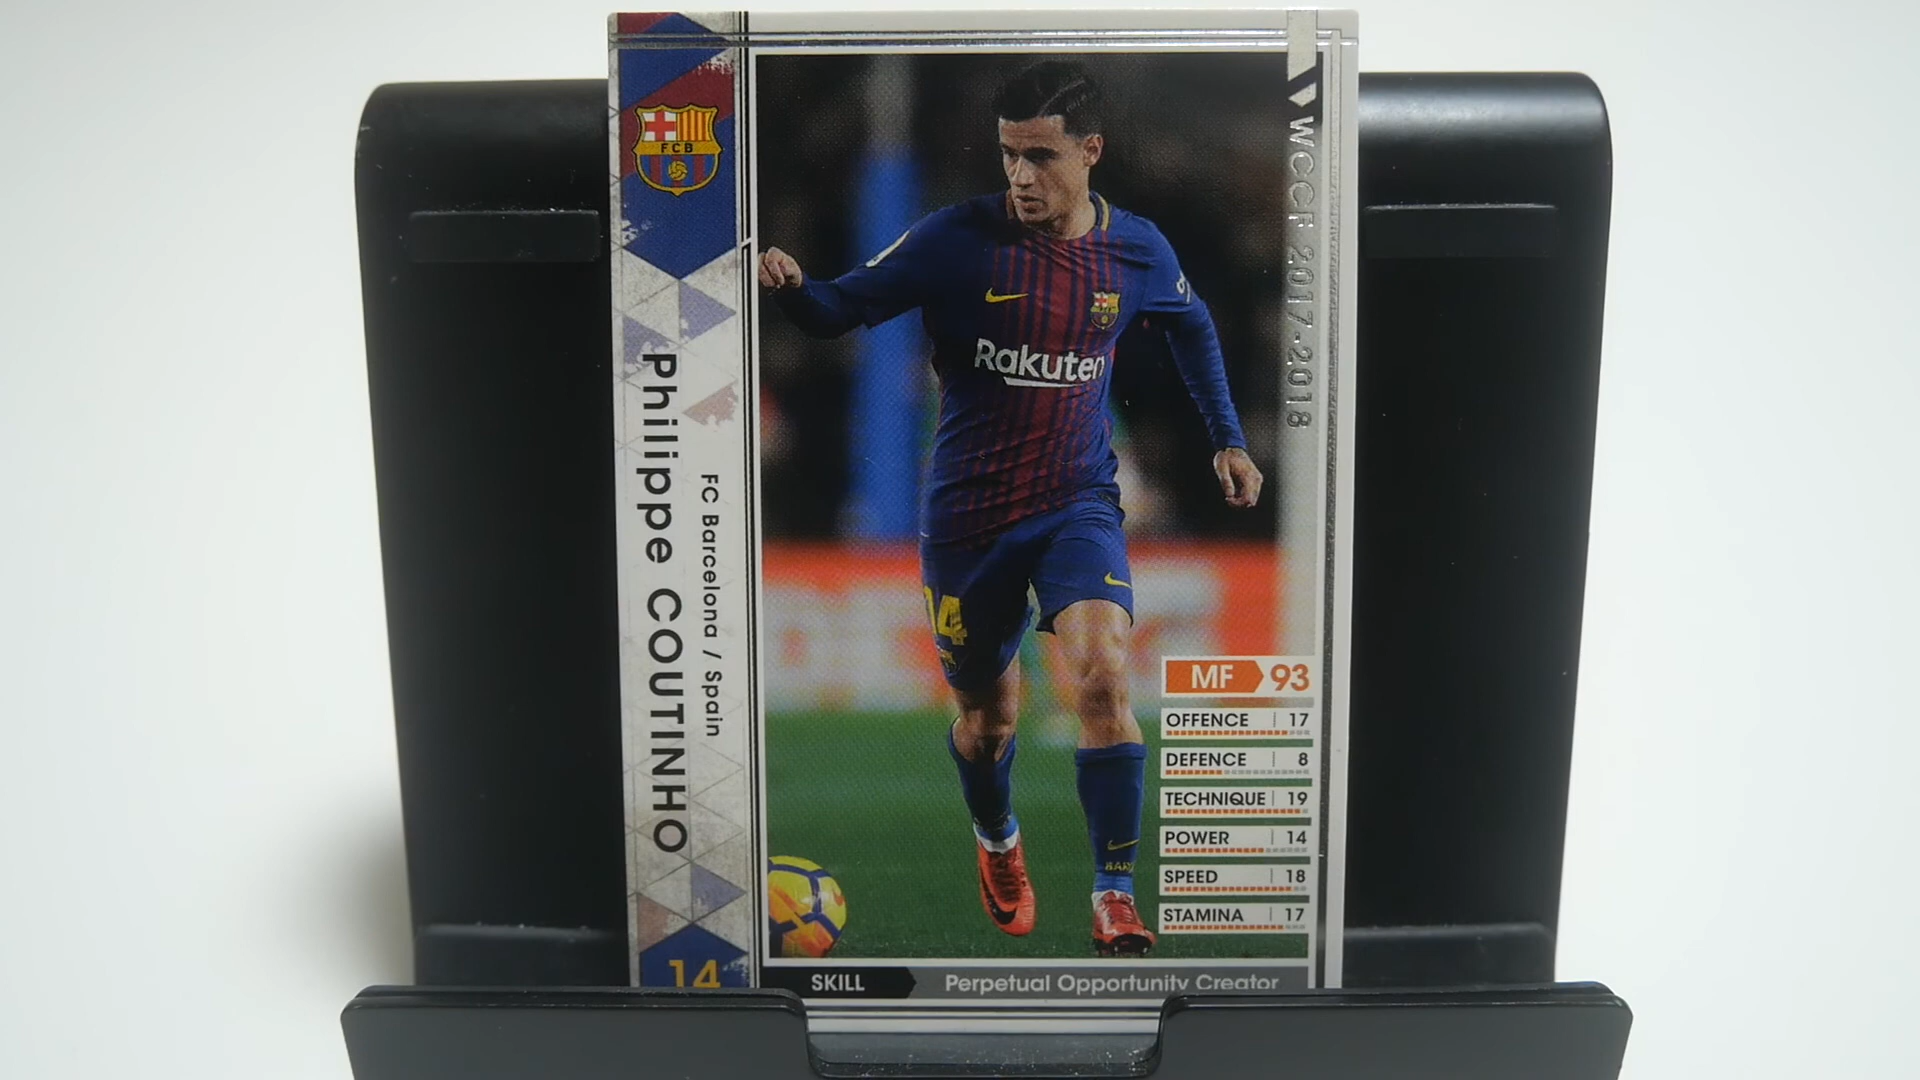 FCB
Philippe COUTINHO
FC Barcelona / Spain
14
WCCF 2017-2018
Rakuten
14
BAR
MF 93
OFFENCE 17
DEFENCE 8
TECHNIQUE 19
POWER 14
SPEED 18
STAMINA 17
SKILL Perpetual Opportunity Creator